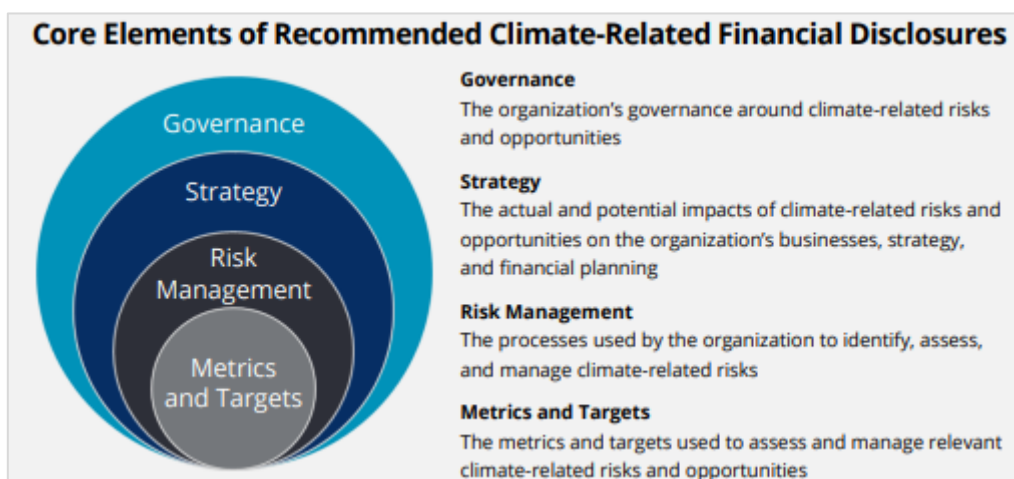 Core Elements of Recommended Climate-Related Financial Disclosures
Governance
Strategy
Risk
Management
Metrics
and Targets
Governance
The organization's governance around climate-related risks
and opportunities
Strategy
The actual and potential impacts of climate-related risks and
opportunities on the organization's businesses, strategy,
and financial planning
Risk Management
The processes used by the organization to identify, assess,
and manage climate-related risks
Metrics and Targets
The metrics and targets used to assess and manage relevant
climate-related risks and opportunities